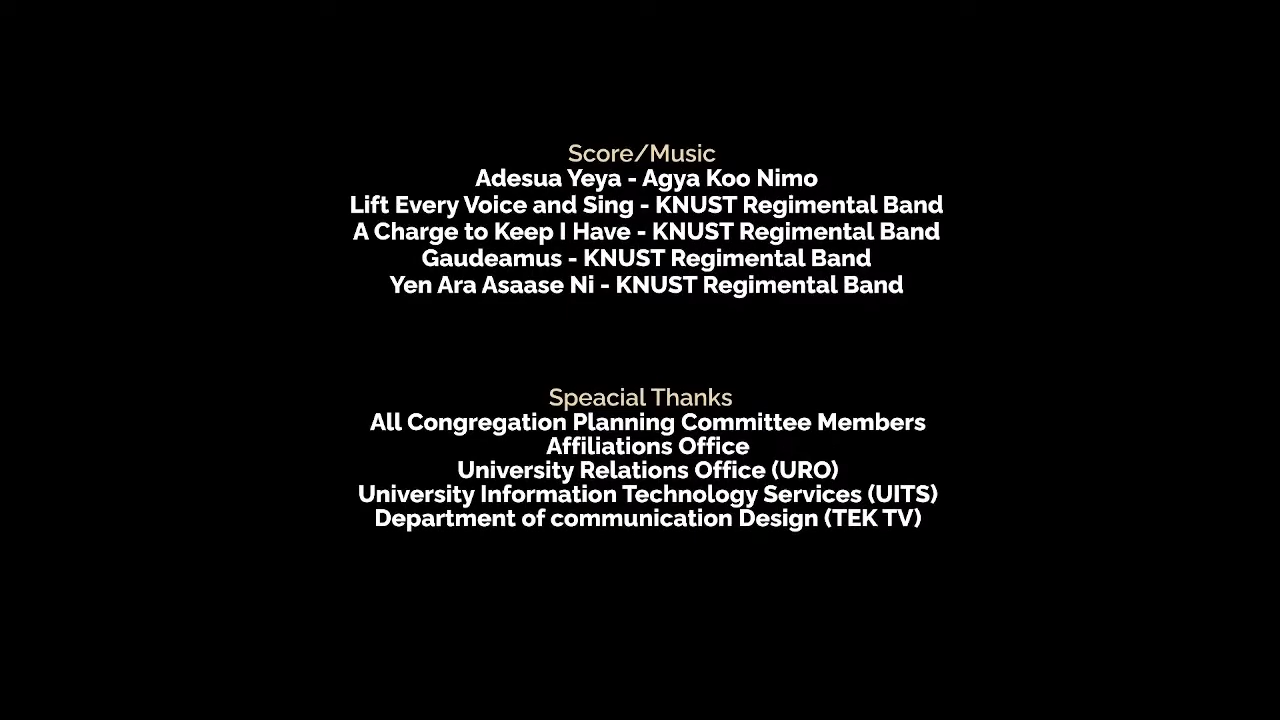 Score/Music
Adesua Yeya - Agya Koo Nimo
Lift Every Voice and Sing - KNUST Regimental Band
A Charge to Keep I Have - KNUST Regimental Band
Gaudeamus - KNUST Regimental Band
Yen Ara Asaase Ni - KNUST Regimental Band
Speacial Thanks
All Congregation Planning Committee Members
Affiliations Office
University Relations Office (URO)
University Information Technology Services (UITS)
Department of communication Design (TEK TV)